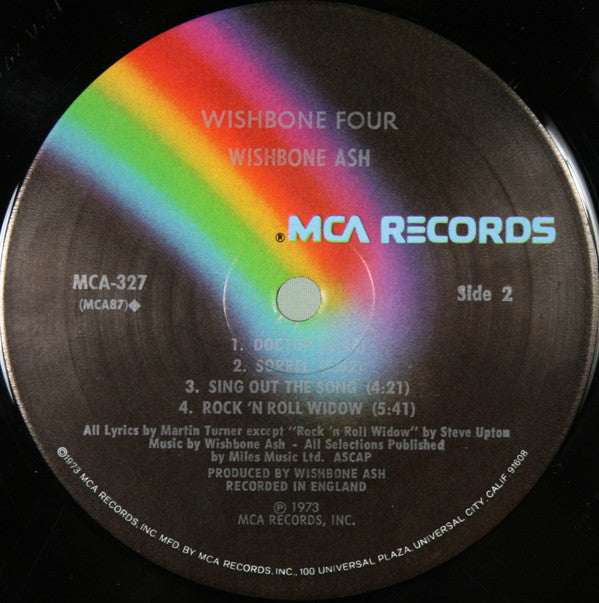 WISHBONE FOUR
WISHBONE ASH
® MCA RECORDS
MCA-327
(MCA87)◆
Side 2
1. DOCTOR
2. SORREL
3. SING OUT THE SONG (4:21)
4. ROCK 'N ROLL WIDOW (5:41)
All Lyrics by Martin Turner except "Rock 'n Roll Widow" by Steve Upton
Music by Wishbone Ash - All Selections Published
by Miles Music Ltd. ASCAP
PRODUCED BY WISHBONE ASH
RECORDED IN ENGLAND
℗ 1973
MCA RECORDS, INC.
©1973 MCA RECORDS, INC. MFD. BY MCA RECORDS, INC., 100 UNIVERSAL PLAZA, UNIVERSAL CITY, CALIF. 91608